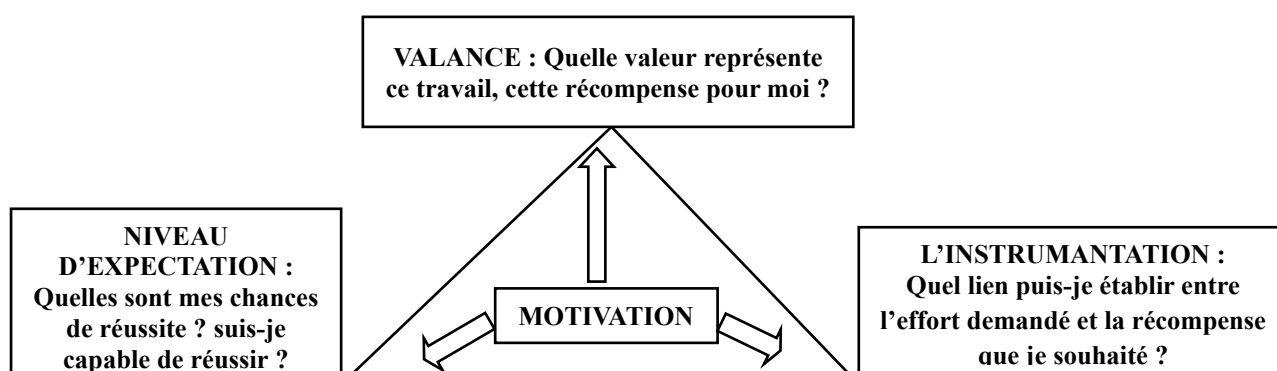 VALANCE : Quelle valeur représente
ce travail, cette récompense pour moi ?
NIVEAU
D’EXPECTATION :
Quelles sont mes chances
de réussite ? suis-je
capable de réussir ?
MOTIVATION
L’INSTRUMANTATION :
Quel lien puis-je établir entre
l’effort demandé et la récompense
que je souhaité ?